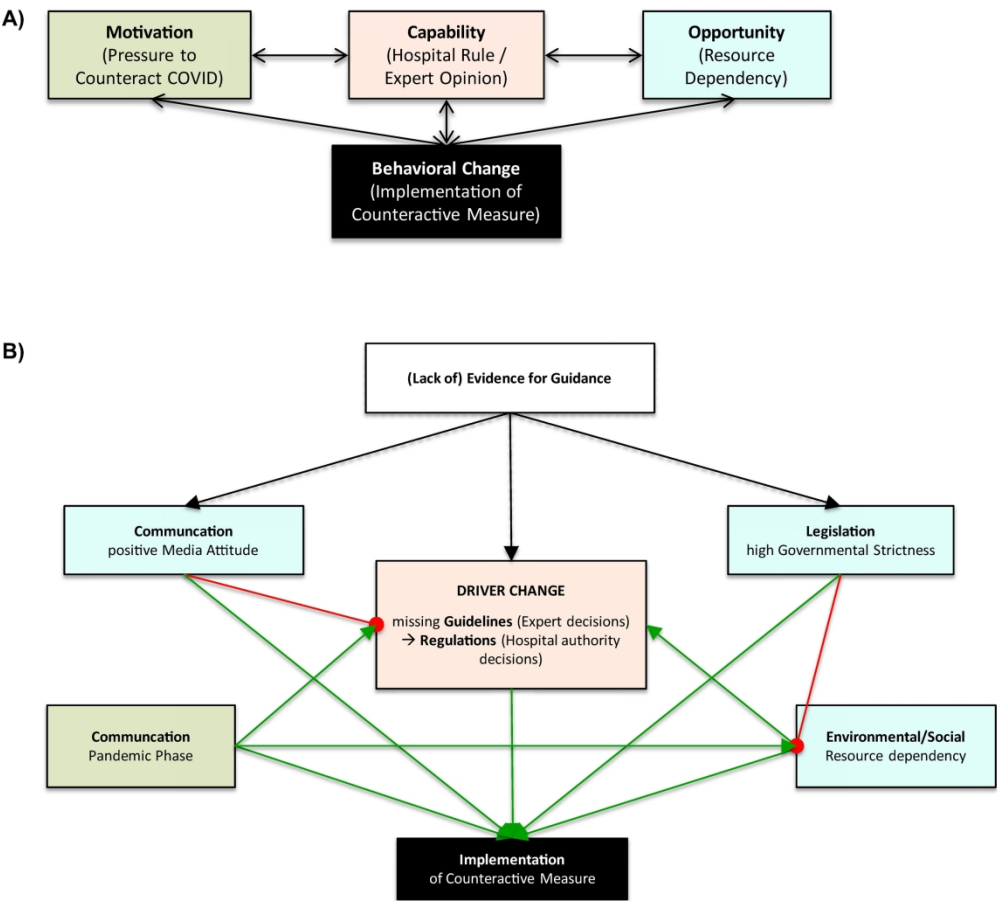 A)
Motivation
(Pressure to
Counteract COVID)
Capability
(Hospital Rule /
Expert Opinion)
Opportunity
(Resource
Dependency)
Behavioral Change
(Implementation of
Counteractive Measure)
B)
(Lack of) Evidence for Guidance
Communcation
positive Media Attitude
Legislation
high Governmental Strictness
DRIVER CHANGE
missing Guidelines (Expert decisions)
→ Regulations (Hospital authority
decisions)
Communcation
Pandemic Phase
Environmental/Social
Resource dependency
Implementation
of Counteractive Measure